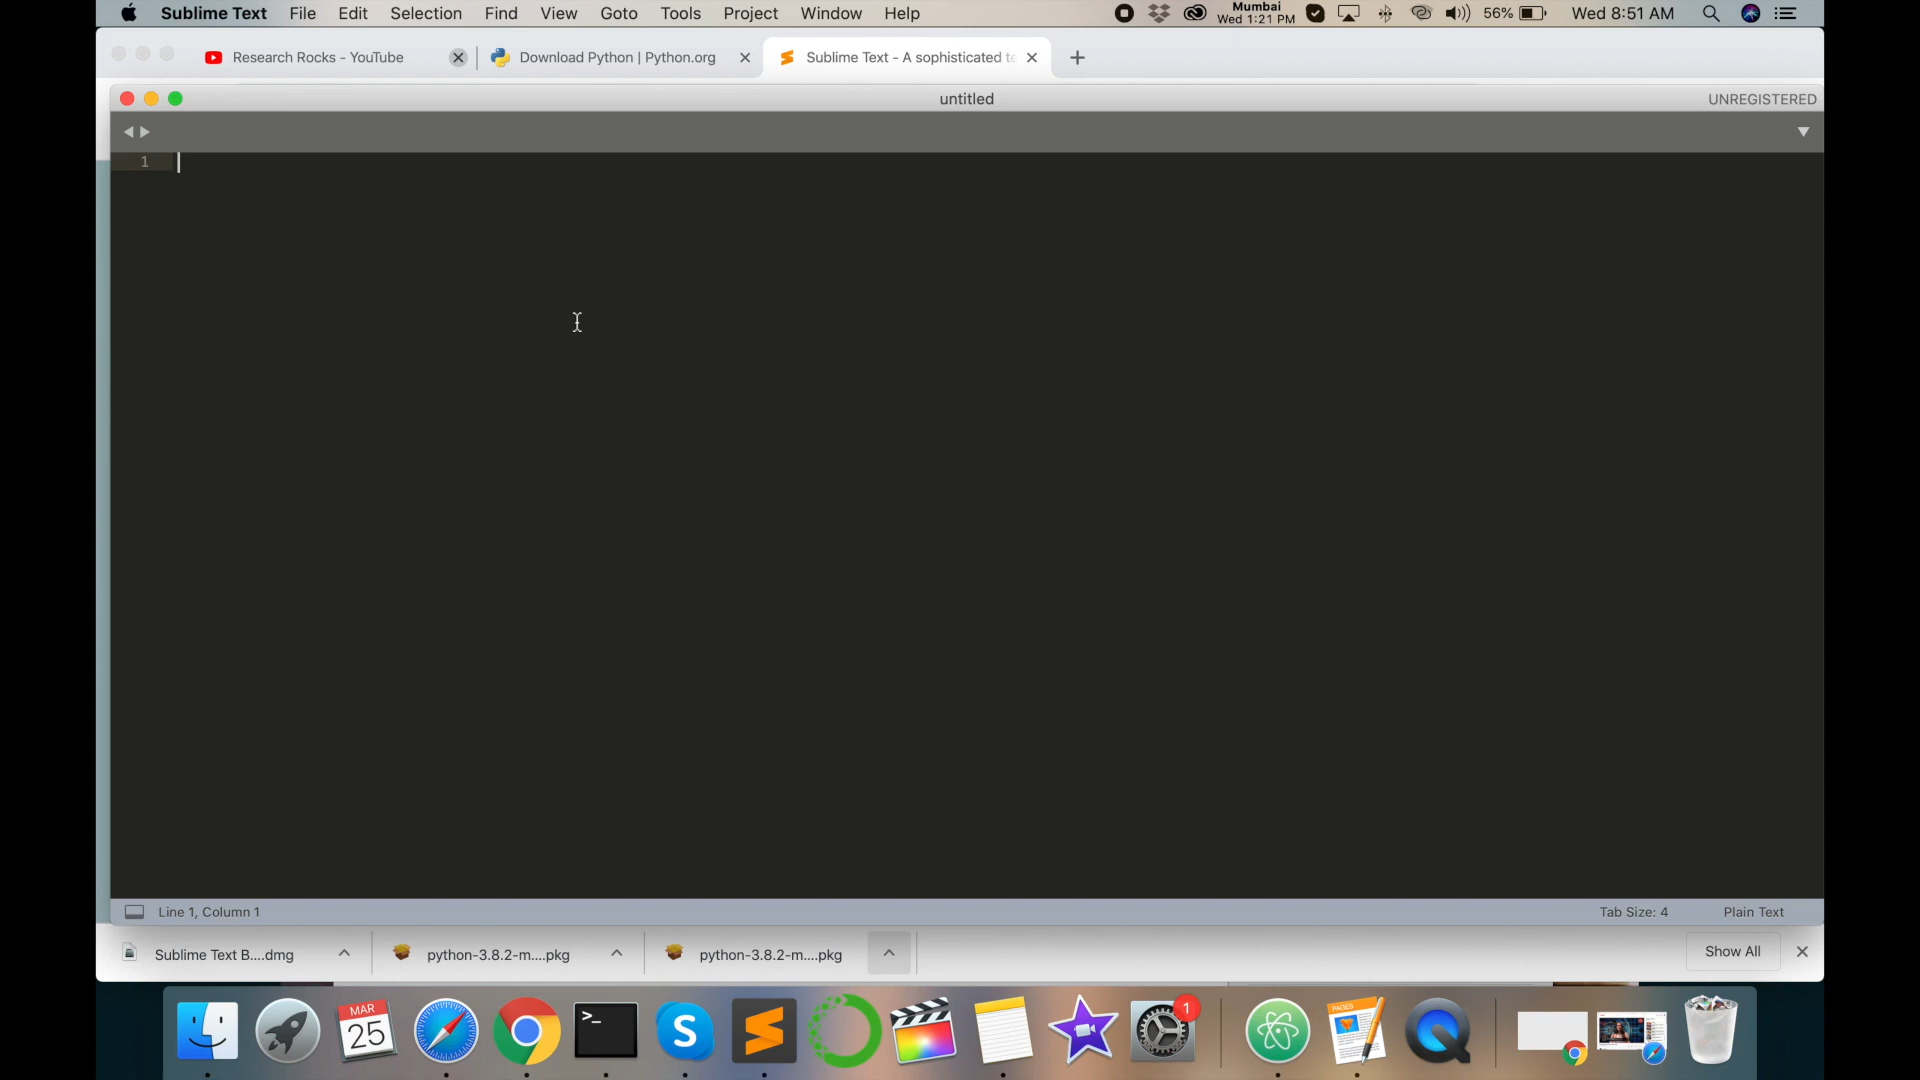 Sublime Text File Edit Selection Find View Goto Tools Project Window Help
Mumbai
Wed 1:21 PM
56%
Wed 8:51 AM
Research Rocks - YouTube
Download Python | Python.org
Sublime Text - A sophisticated te
untitled
UNREGISTERED
1
Line 1, Column 1
Tab Size: 4
Plain Text
Sublime Text B....dmg
python-3.8.2-m....pkg
python-3.8.2-m....pkg
Show All
MAR
25
>_
S
1
PAGES